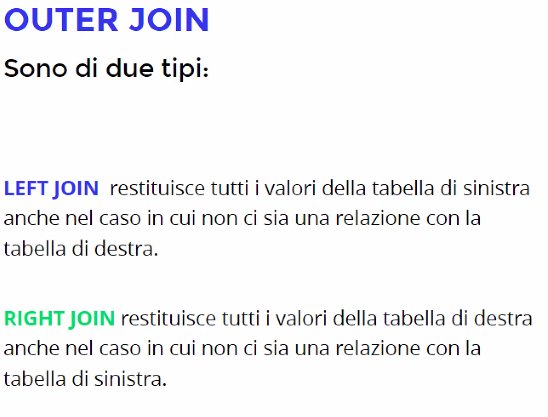 OUTER JOIN
Sono di due tipi:
LEFT JOIN restituisce tutti i valori della tabella di sinistra
anche nel caso in cui non ci sia una relazione con la
tabella di destra.
RIGHT JOIN restituisce tutti i valori della tabella di destra
anche nel caso in cui non ci sia una relazione con la
tabella di sinistra.